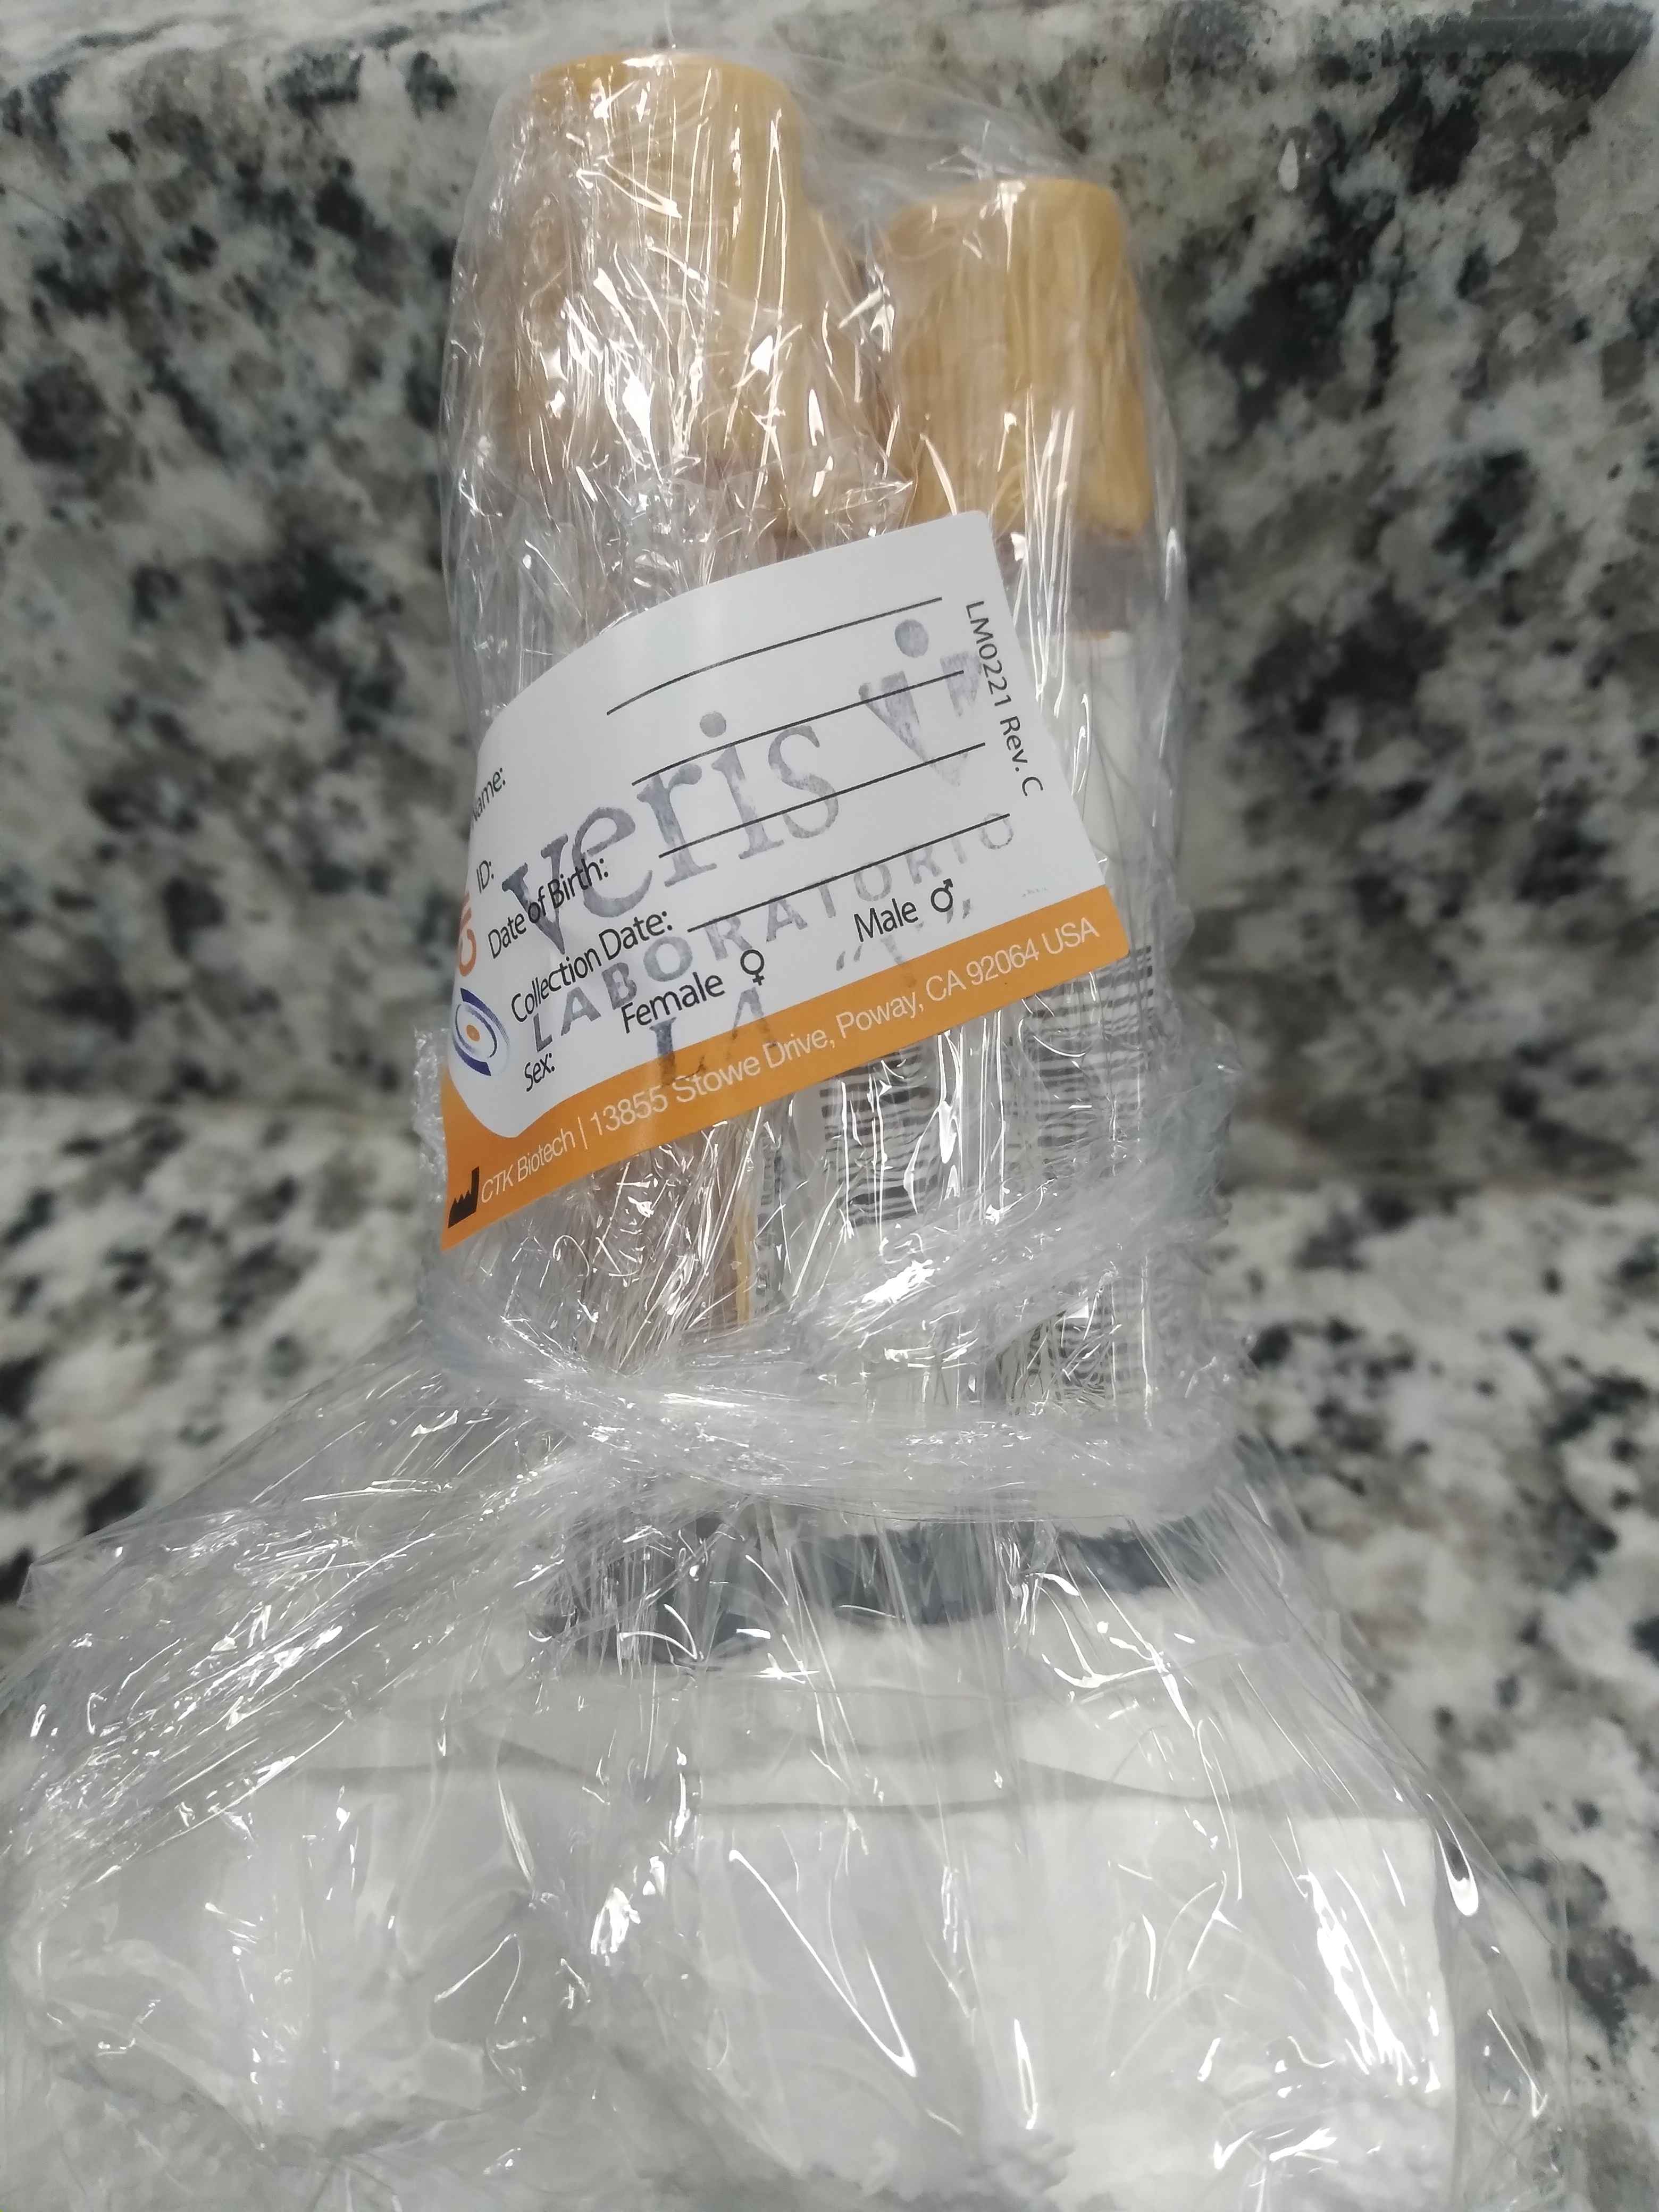 LM0221 Rev. C
Name:
ID:
Date of Birth:
Collection Date:
Sex: Female ♀ Male ♂
veris
LABORATORIO
CTK Biotech | 13855 Stowe Drive, Poway, CA 92064 USA